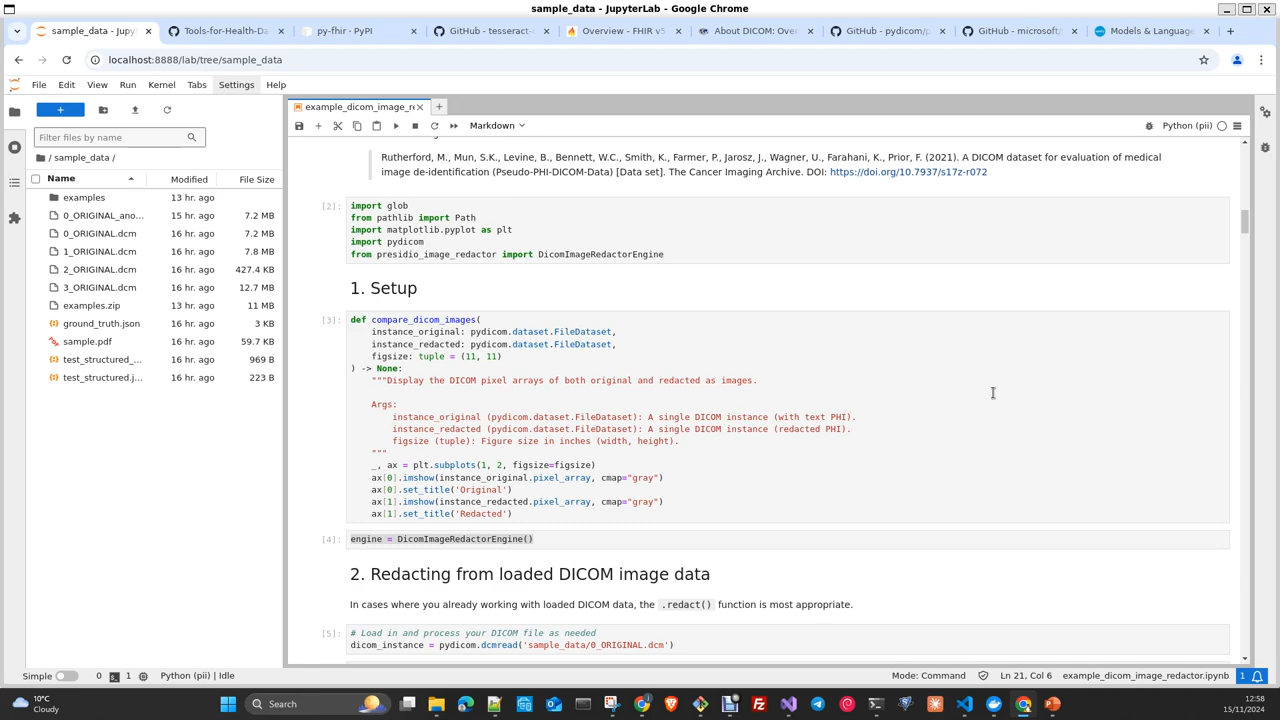 sample_data - JupyterLab - Google Chrome
sample_data - Jupy
Tools-for-Health-Da
py-fhir · PyPI
GitHub - tesseract-
Overview - FHIR v5
About DICOM: Over
GitHub - pydicom/p
GitHub - microsoft/
Models & Language
localhost:8888/lab/tree/sample_data
File Edit View Run Kernel Tabs Settings Help
example_dicom_image_re
Filter files by name
Markdown
Python (pii)
/ sample_data /
Name Modified File Size
examples 13 hr. ago
0_ORIGINAL_ano... 15 hr. ago 7.2 MB
0_ORIGINAL.dcm 16 hr. ago 7.2 MB
1_ORIGINAL.dcm 16 hr. ago 7.8 MB
2_ORIGINAL.dcm 16 hr. ago 427.4 KB
3_ORIGINAL.dcm 16 hr. ago 12.7 MB
examples.zip 13 hr. ago 11 MB
ground_truth.json 16 hr. ago 3 KB
sample.pdf 16 hr. ago 59.7 KB
test_structured_... 16 hr. ago 969 B
test_structured.j... 16 hr. ago 223 B
Rutherford, M., Mun, S.K., Levine, B., Bennett, W.C., Smith, K., Farmer, P., Jarosz, J., Wagner, U., Farahani, K., Prior, F. (2021). A DICOM dataset for evaluation of medical
image de-identification (Pseudo-PHI-DICOM-Data) [Data set]. The Cancer Imaging Archive. DOI: https://doi.org/10.7937/s17z-r072
[2]: import glob
from pathlib import Path
import matplotlib.pyplot as plt
import pydicom
from presidio_image_redactor import DicomImageRedactorEngine
1. Setup
[3]: def compare_dicom_images(
instance_original: pydicom.dataset.FileDataset,
instance_redacted: pydicom.dataset.FileDataset,
figsize: tuple = (11, 11)
) -> None:
"""Display the DICOM pixel arrays of both original and redacted as images.
Args:
instance_original (pydicom.dataset.FileDataset): A single DICOM instance (with text PHI).
instance_redacted (pydicom.dataset.FileDataset): A single DICOM instance (redacted PHI).
figsize (tuple): Figure size in inches (width, height).
"""
_, ax = plt.subplots(1, 2, figsize=figsize)
ax[0].imshow(instance_original.pixel_array, cmap="gray")
ax[0].set_title('Original')
ax[1].imshow(instance_redacted.pixel_array, cmap="gray")
ax[1].set_title('Redacted')
[4]: engine = DicomImageRedactorEngine()
2. Redacting from loaded DICOM image data
In cases where you already working with loaded DICOM data, the .redact() function is most appropriate.
[5]: # Load in and process your DICOM file as needed
dicom_instance = pydicom.dcmread('sample_data/0_ORIGINAL.dcm')
Simple 0 1 Python (pii) | Idle Mode: Command Ln 21, Col 6 example_dicom_image_redactor.ipynb 1
10°C
Cloudy
Search
12:58
15/11/2024